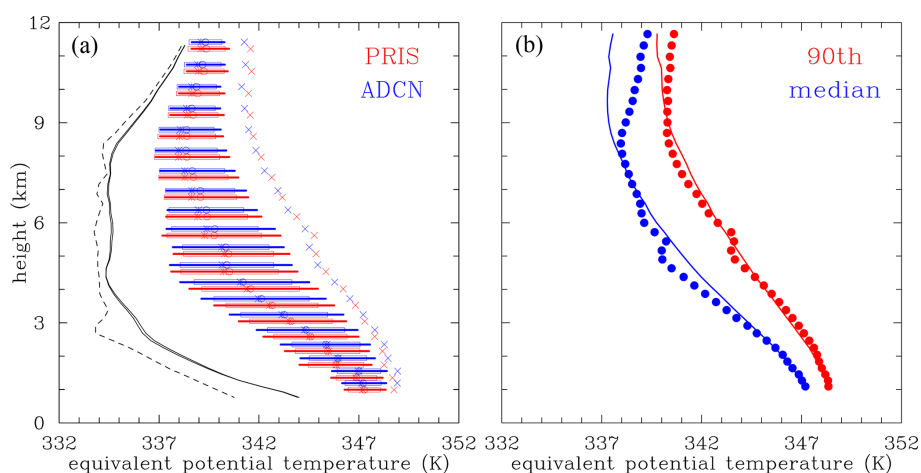 (a)
PRIS
ADCN
12
9
6
3
0
height (km)
332 337 342 347 352
equivalent potential temperature (K)
(b)
90th
median
332 337 342 347 352
equivalent potential temperature (K)